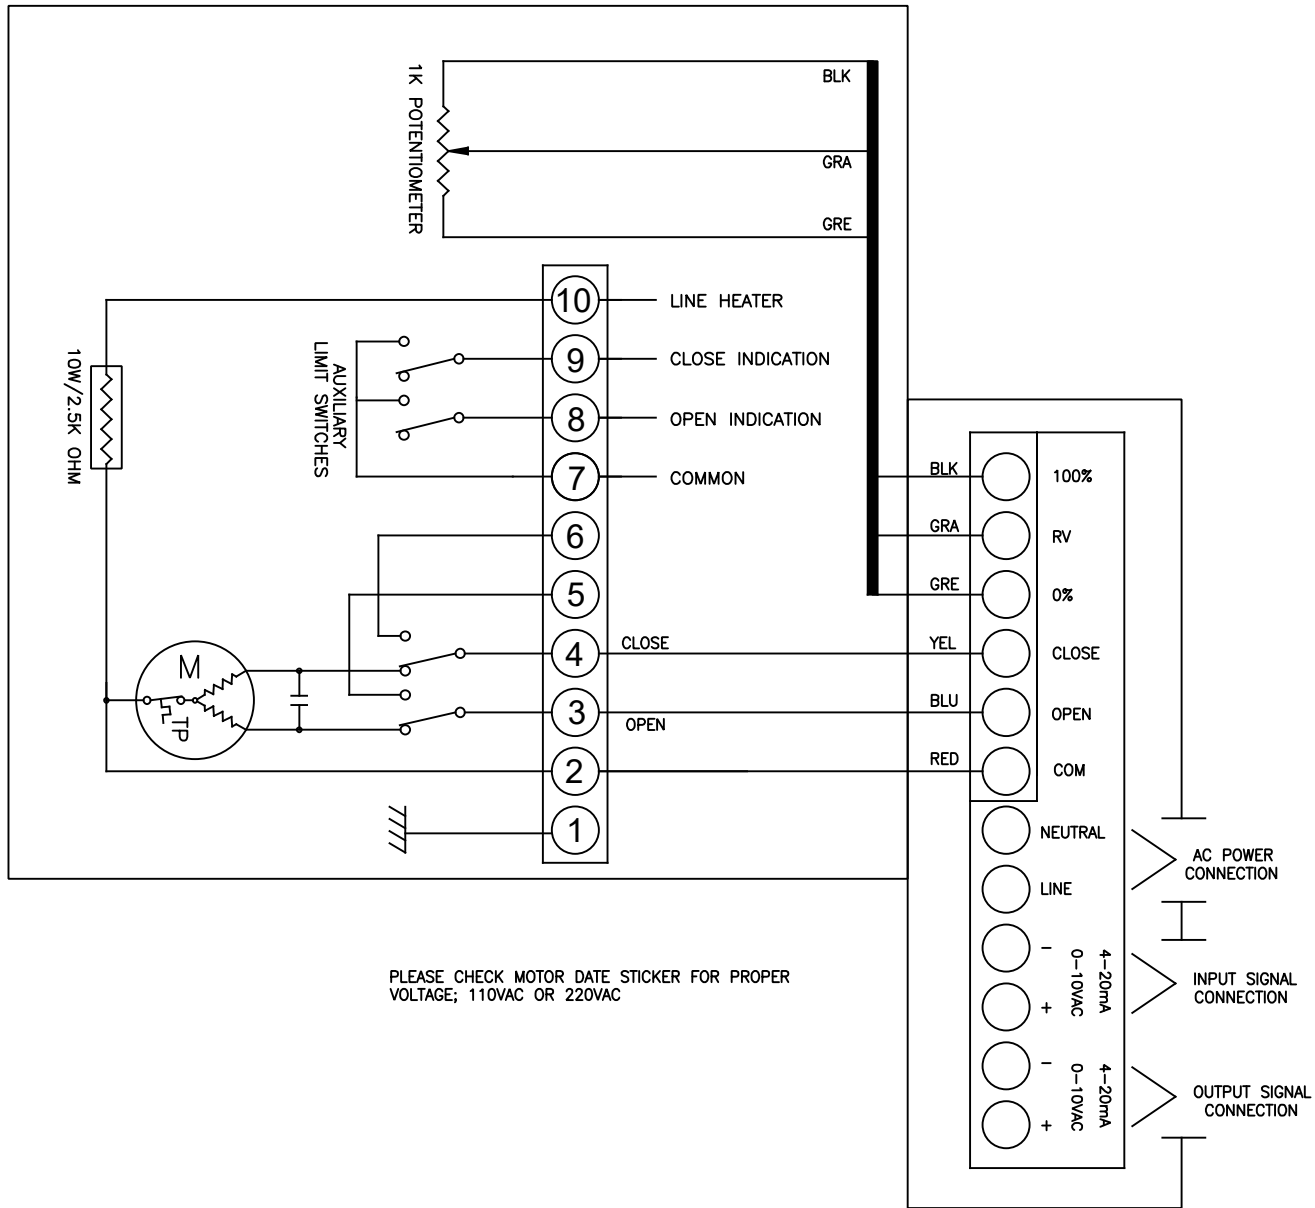 1K POTENTIOMETER
BLK
GRA
GRE
10 LINE HEATER
9 CLOSE INDICATION
8 OPEN INDICATION
7 COMMON
6
5
4 CLOSE
3 OPEN
2
1
AUXILIARY
LIMIT SWITCHES
10W/2.5K OHM
M
TP
BLK 100%
GRA RV
GRE 0%
YEL CLOSE
BLU OPEN
RED COM
NEUTRAL
LINE
AC POWER
CONNECTION
-
+
4-20mA
0-10VAC
INPUT SIGNAL
CONNECTION
-
+
4-20mA
0-10VAC
OUTPUT SIGNAL
CONNECTION
PLEASE CHECK MOTOR DATE STICKER FOR PROPER
VOLTAGE; 110VAC OR 220VAC